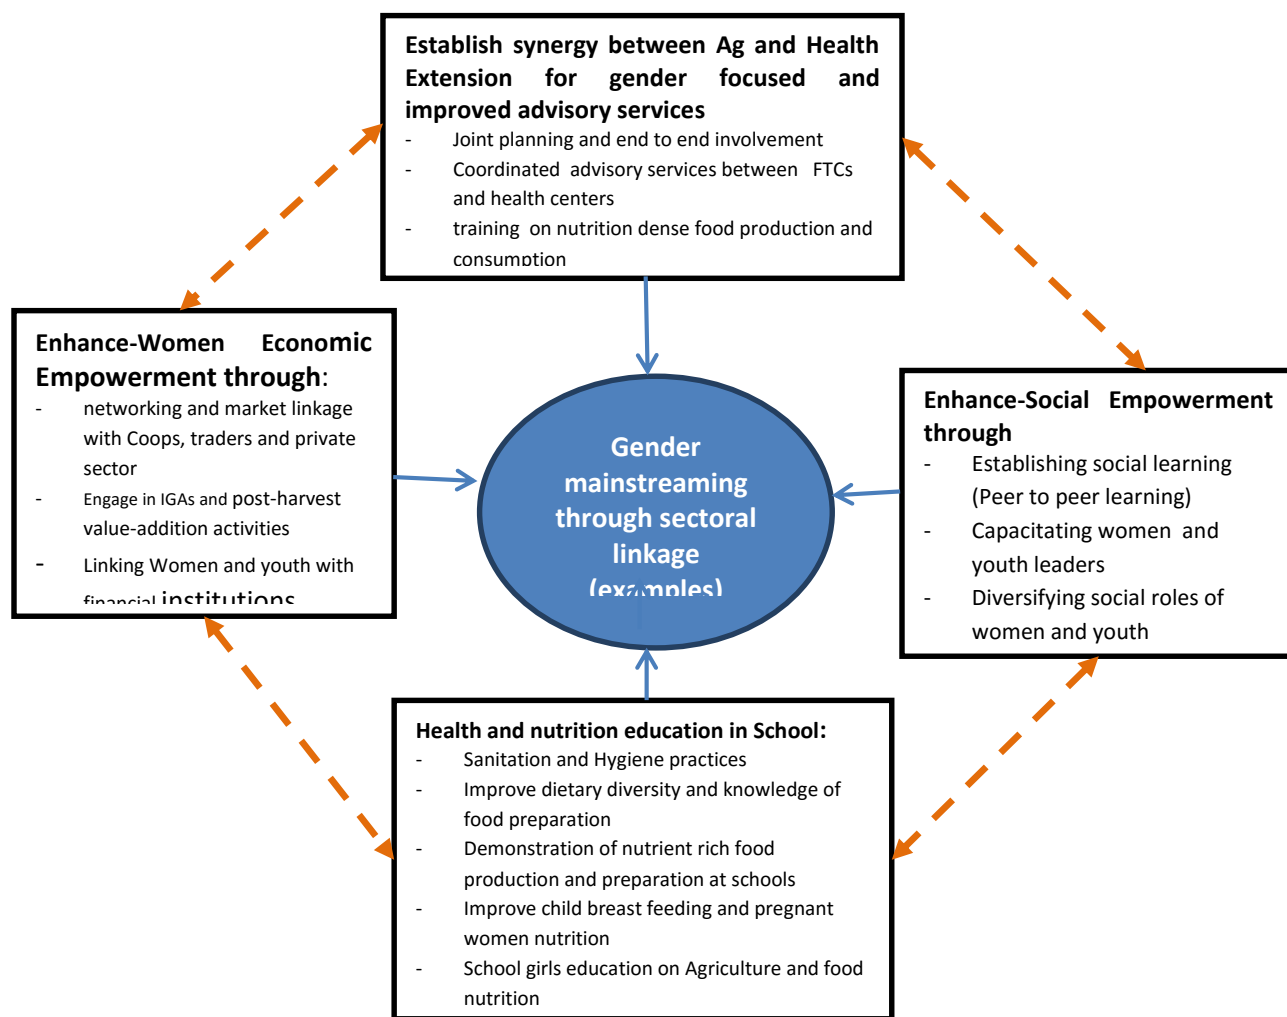 Establish synergy between Ag and Health
Extension for gender focused and
improved advisory services
- Joint planning and end to end involvement
- Coordinated advisory services between FTCs
and health centers
- training on nutrition dense food production and
consumption
Enhance-Women Economic
Empowerment through:
- networking and market linkage
with Coops, traders and private
sector
- Engage in IGAs and post-harvest
value-addition activities
- Linking Women and youth with
financial institutions
Gender
mainstreaming
through sectoral
linkage
(examples)
Enhance-Social Empowerment
through
- Establishing social learning
(Peer to peer learning)
- Capacitating women and
youth leaders
- Diversifying social roles of
women and youth
Health and nutrition education in School:
- Sanitation and Hygiene practices
- Improve dietary diversity and knowledge of
food preparation
- Demonstration of nutrient rich food
production and preparation at schools
- Improve child breast feeding and pregnant
women nutrition
- School girls education on Agriculture and food
nutrition